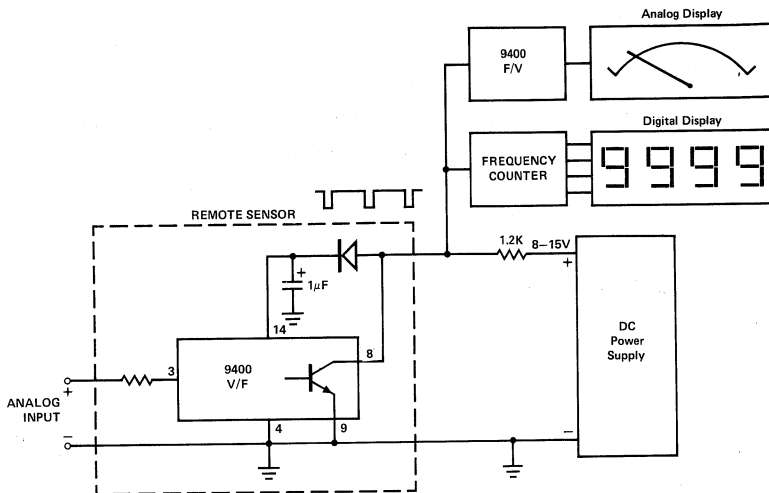 Analog Display
9400
F/V
Digital Display
FREQUENCY
COUNTER
9999
REMOTE SENSOR
1.2K
8–15V
+
+
1μF
14
DC
Power
Supply
3
9400
V/F
8
+
ANALOG
INPUT
–
4
9
–